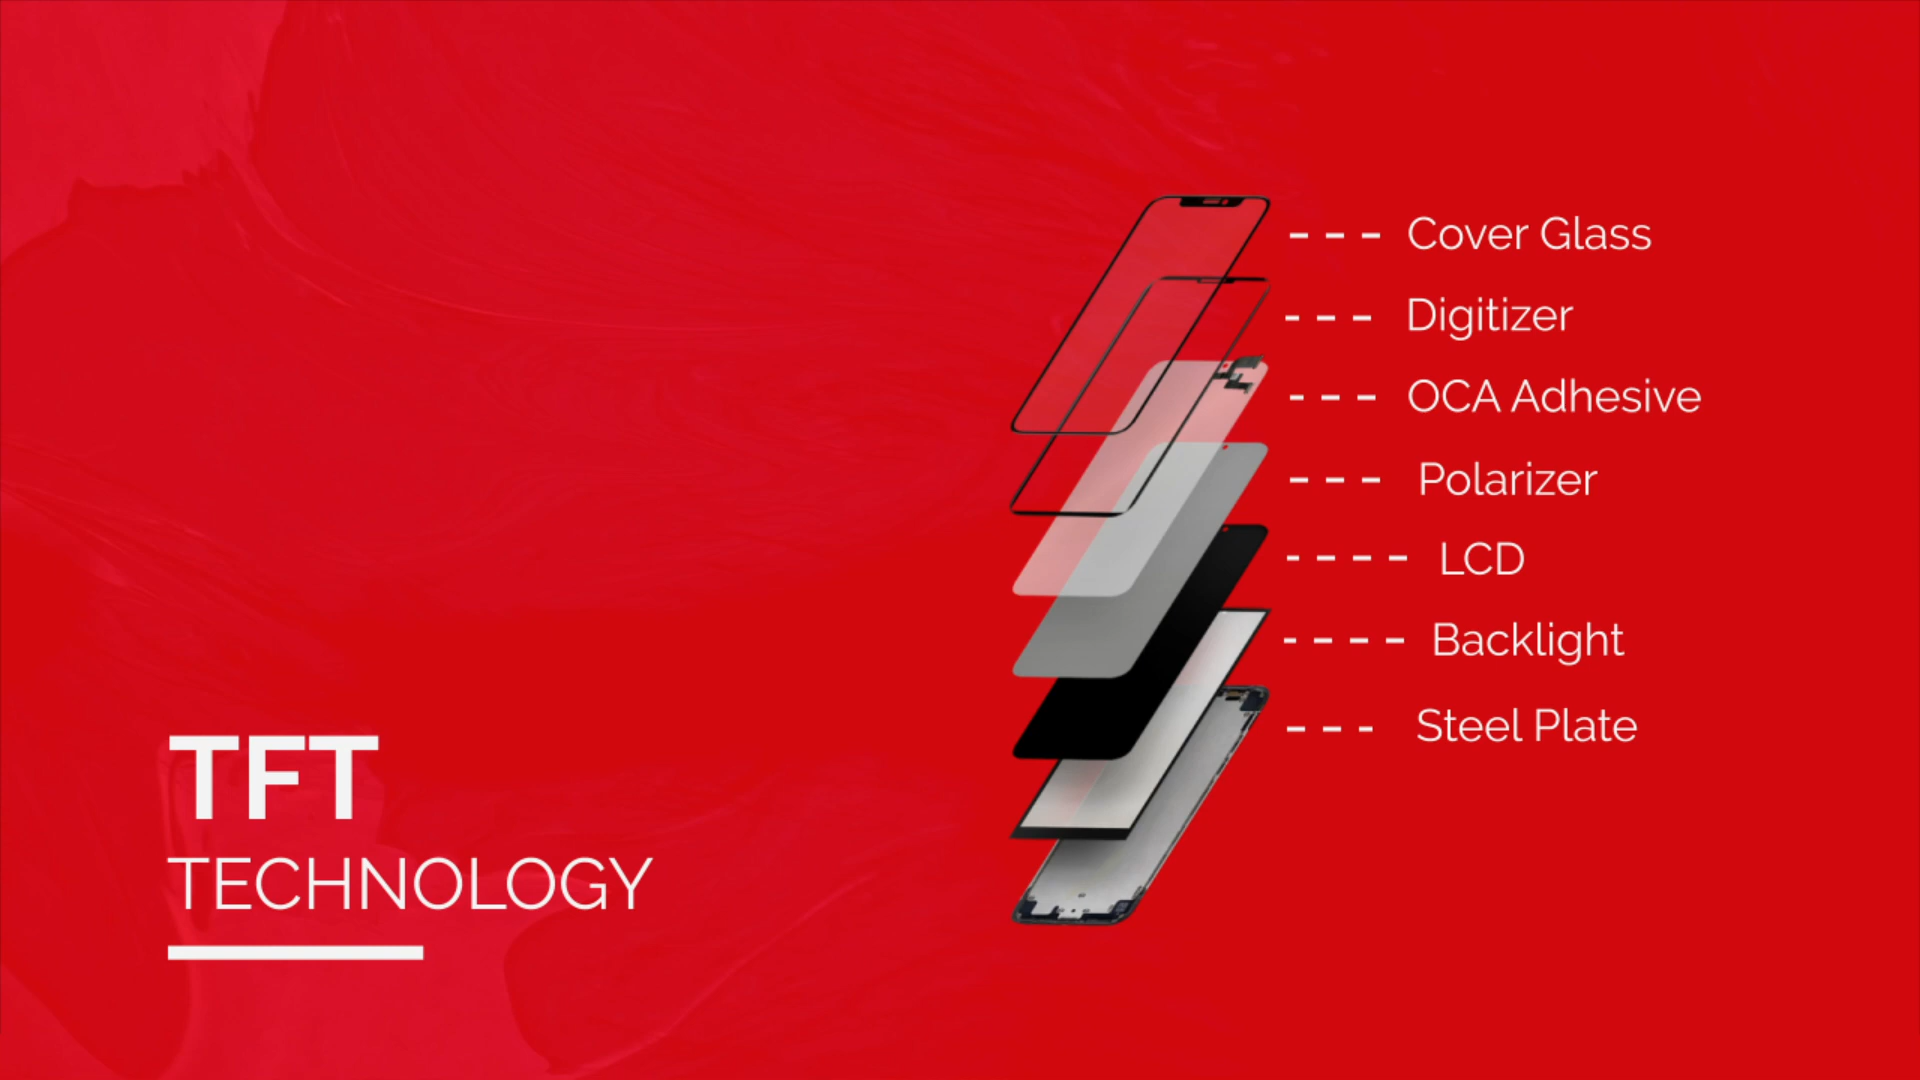 Cover Glass
Digitizer
OCA Adhesive
Polarizer
LCD
Backlight
Steel Plate
TFT
TECHNOLOGY